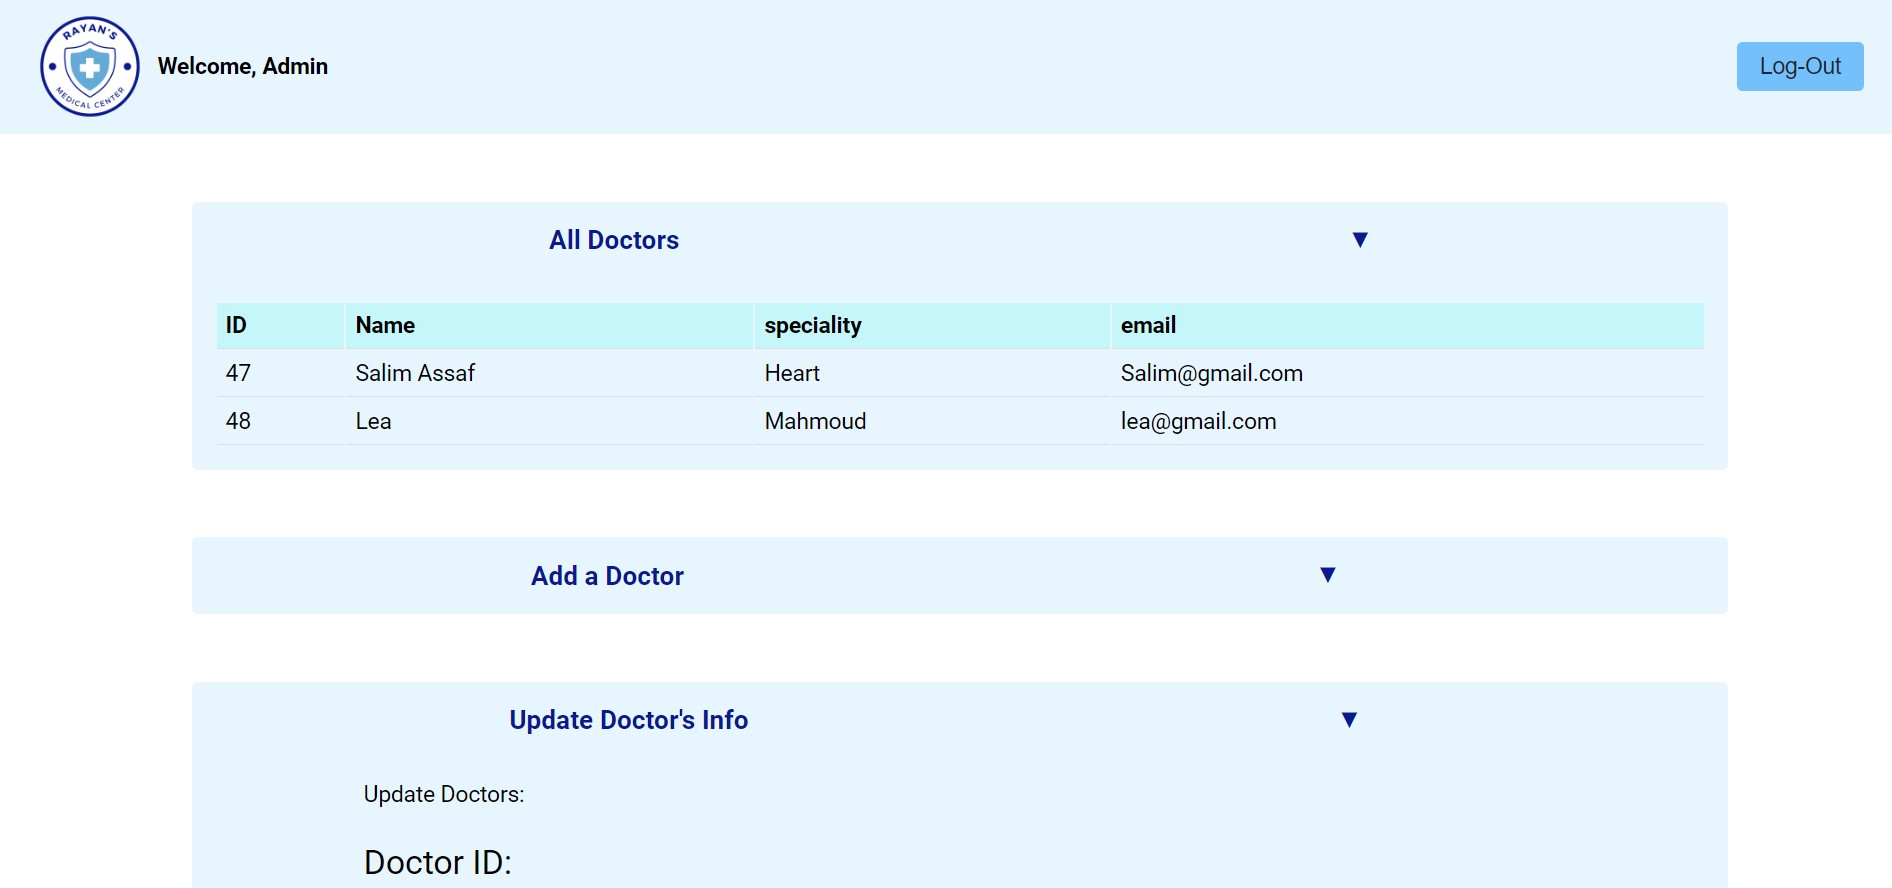 RAYAN'S
MEDICAL CENTER
Welcome, Admin
Log-Out
All Doctors ▼
ID Name speciality email
47 Salim Assaf Heart Salim@gmail.com
48 Lea Mahmoud lea@gmail.com
Add a Doctor ▼
Update Doctor's Info ▼
Update Doctors:
Doctor ID: